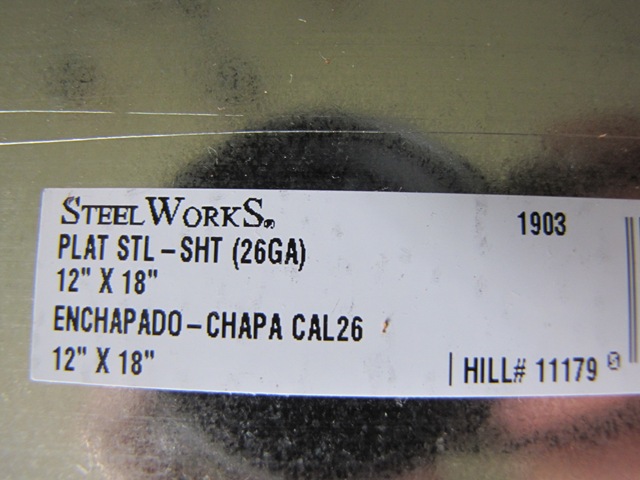 STEELWORKS®
1903
PLAT STL-SHT (26GA)
12" X 18"
ENCHAPADO-CHAPA CAL26
12" X 18"
HILL# 11179 Ⓢ